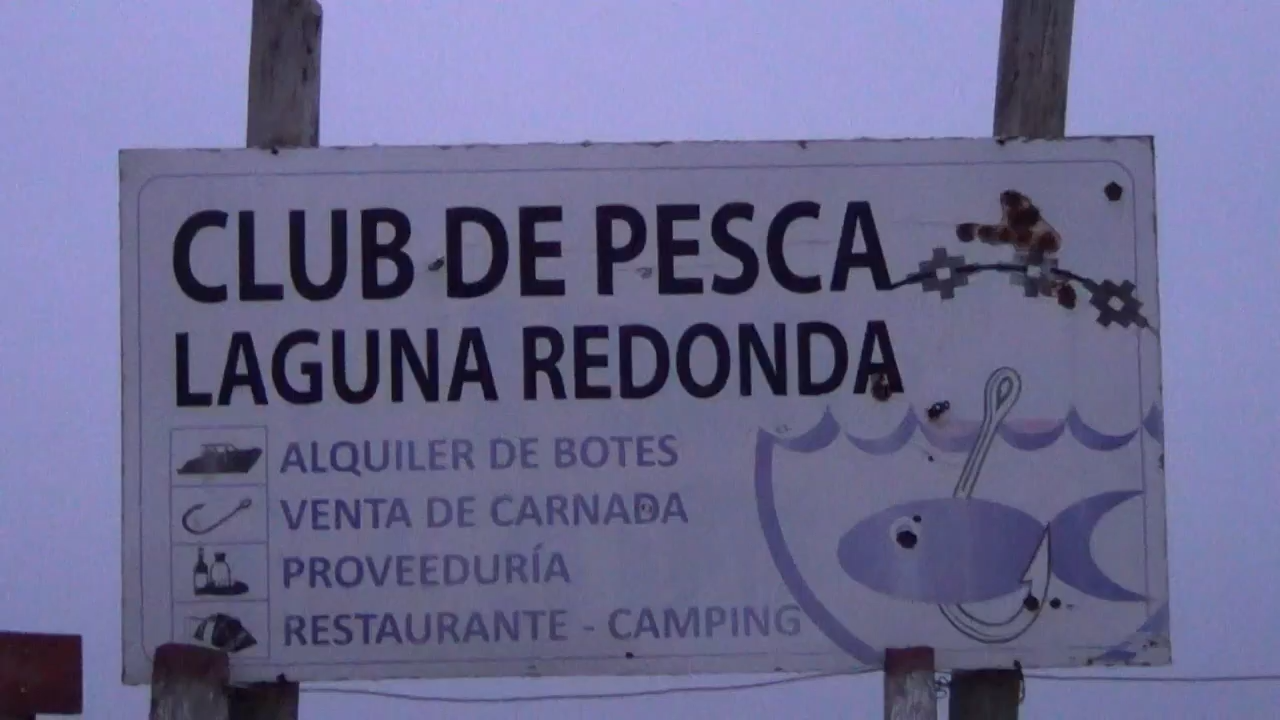 CLUB DE PESCA
LAGUNA REDONDA
ALQUILER DE BOTES
VENTA DE CARNADA
PROVEEDURÍA
RESTAURANTE - CAMPING